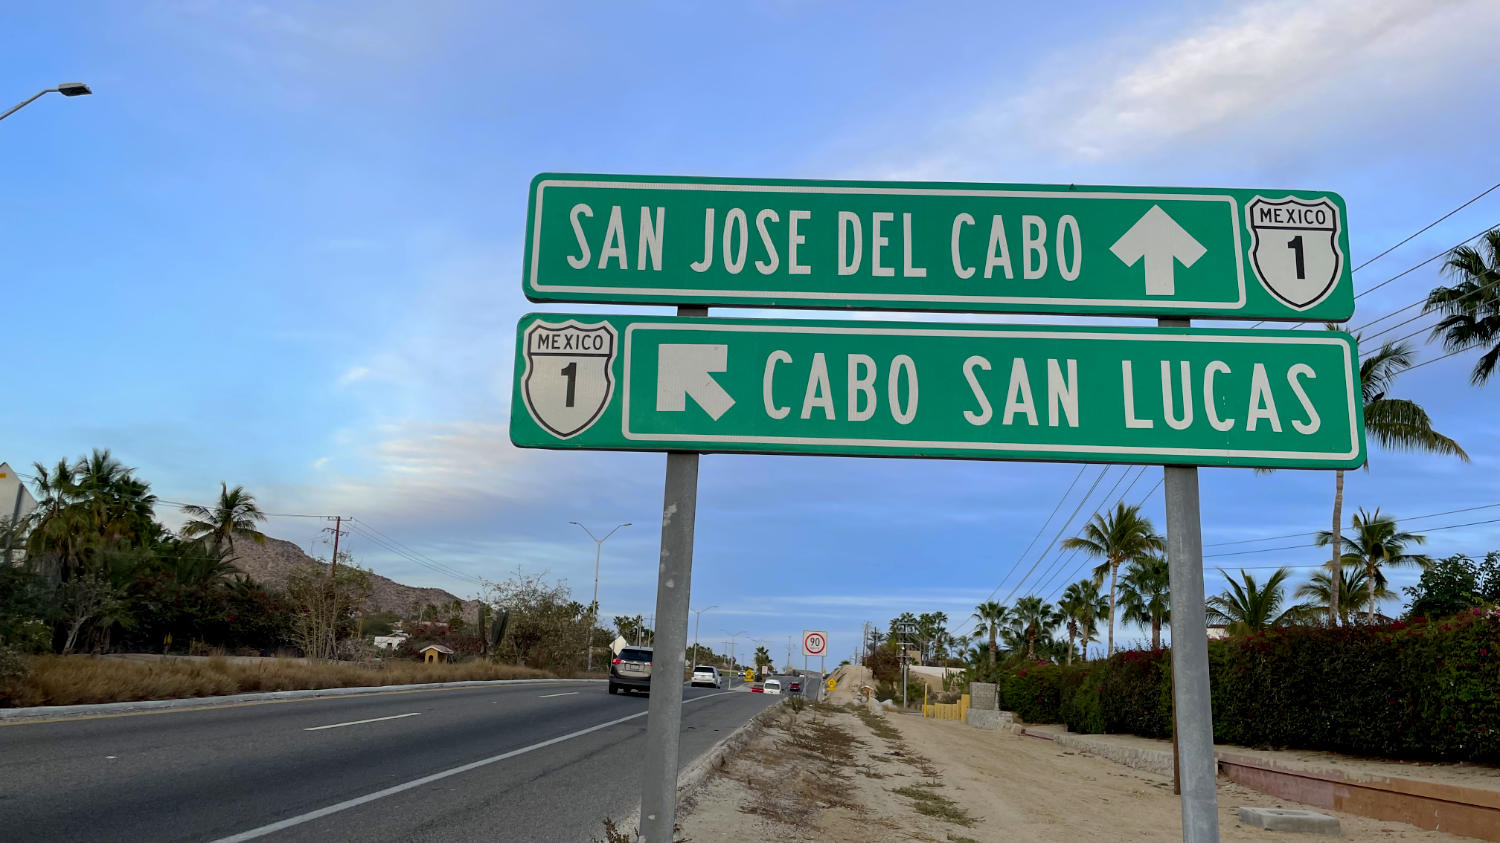 SAN JOSE DEL CABO
MEXICO
1
MEXICO
1
CABO SAN LUCAS
90